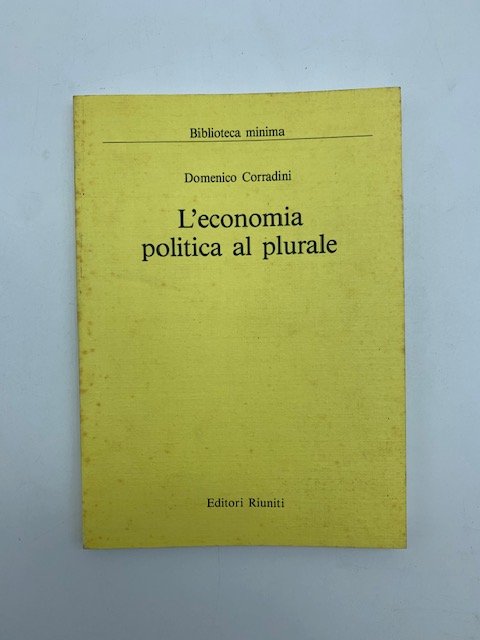 Biblioteca minima
Domenico Corradini
L'economia
politica al plurale
Editori Riuniti